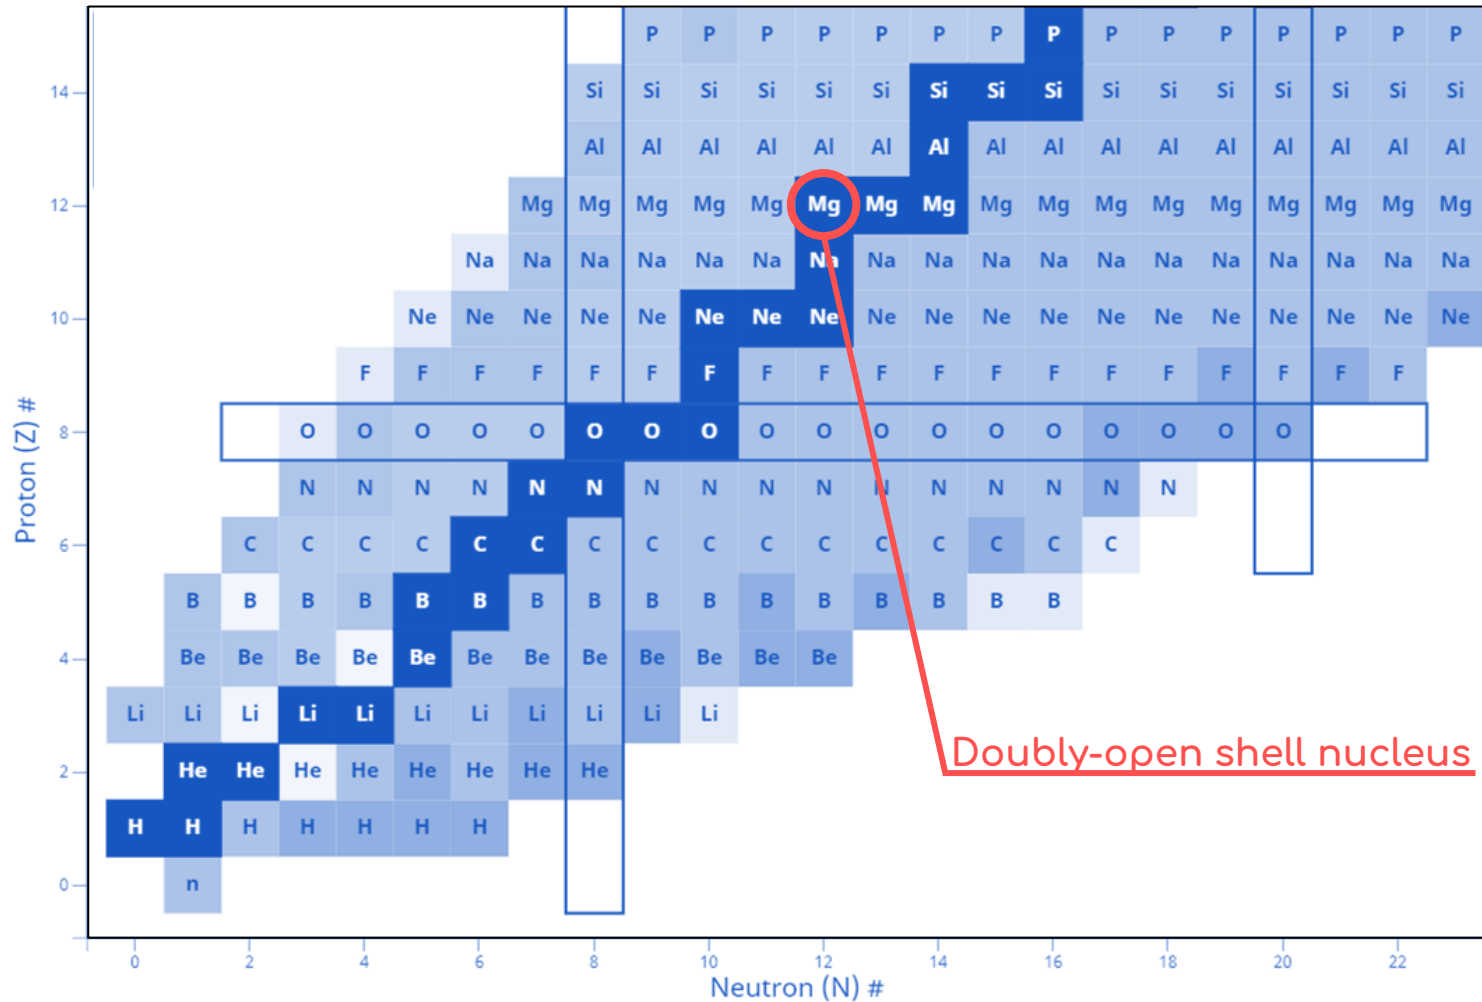 P P P P P P P P P P P P P P P
14 Si Si Si Si Si Si Si Si Si Si Si Si Si Si Si Si
Al Al Al Al Al Al Al Al Al Al Al Al Al Al Al Al
12 Mg Mg Mg Mg Mg Mg Mg Mg Mg Mg Mg Mg Mg Mg Mg Mg Mg
Na Na Na Na Na Na Na Na Na Na Na Na Na Na Na Na Na Na
10 Ne Ne Ne Ne Ne Ne Ne Ne Ne Ne Ne Ne Ne Ne Ne Ne Ne Ne Ne
F F F F F F F F F F F F F F F F F F F
8 O O O O O O O O O O O O O O O O O O
N N N N N N N N N N N N N N N N
6 C C C C C C C C C C C C C C C C
B B B B B B B B B B B B B B B B
4 Be Be Be Be Be Be Be Be Be Be Be Be
Li Li Li Li Li Li Li Li Li Li Li
2 He He He He He He He He
H H H H H H H
0 n
Doubly-open shell nucleus
0 2 4 6 8 10 12 14 16 18 20 22
Neutron (N) #
Proton (Z) #